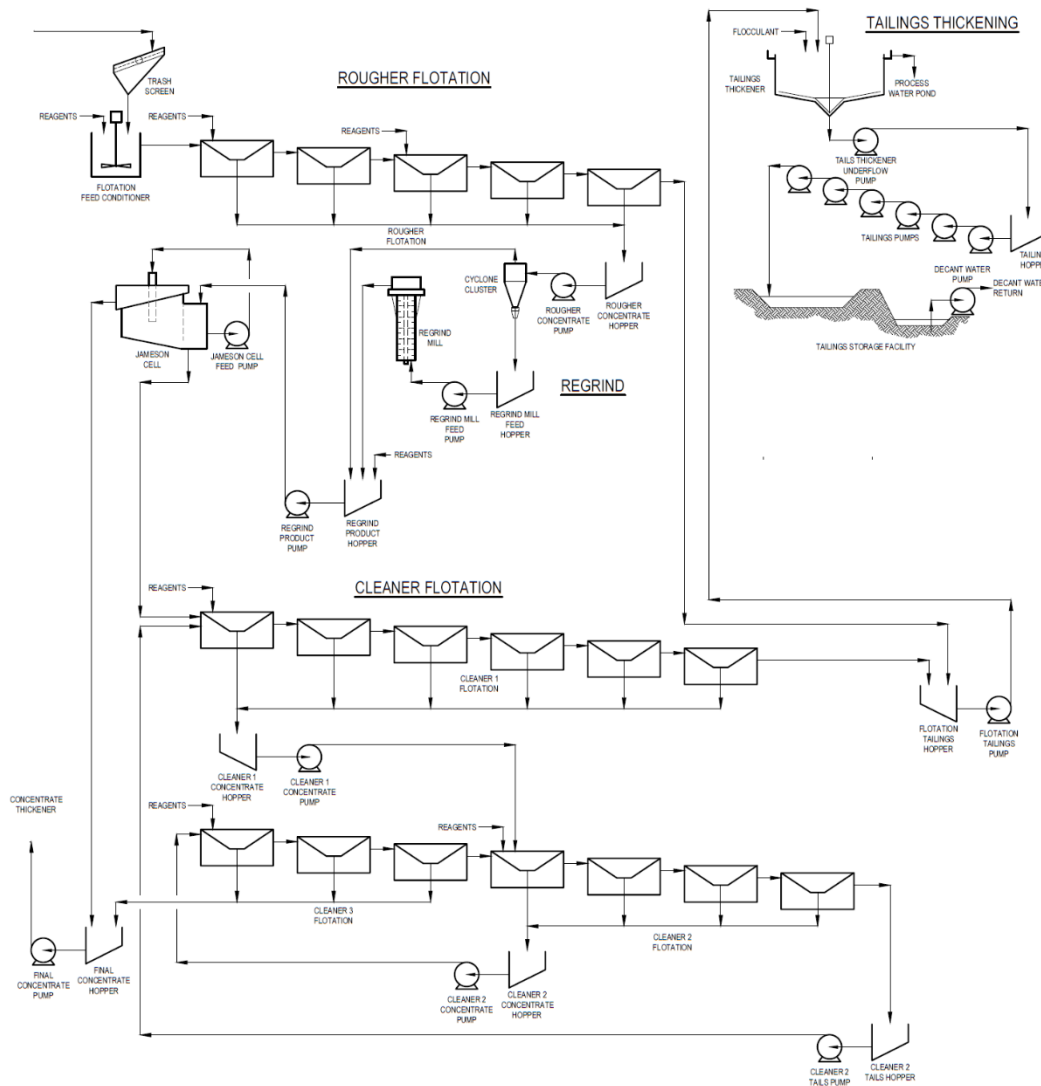 TAILINGS THICKENING
FLOCCULANT
TAILINGS
THICKENER
PROCESS
WATER POND
TRASH
SCREEN
ROUGHER FLOTATION
REAGENTS
REAGENTS
REAGENTS
FLOTATION
FEED CONDITIONER
TAILS THICKENER
UNDERFLOW
PUMP
ROUGHER
FLOTATION
TAILINGS PUMPS
TAILINGS
HOPPER
CYCLONE
CLUSTER
ROUGHER
CONCENTRATE
PUMP
ROUGHER
CONCENTRATE
HOPPER
DECANT WATER
PUMP
DECANT WATER
RETURN
TAILINGS STORAGE FACILITY
JAMESON
CELL
JAMESON CELL
FEED PUMP
REGRIND
MILL
REGRIND
REGRIND MILL
FEED
PUMP
REGRIND MILL
FEED
HOPPER
REAGENTS
REGRIND
PRODUCT
PUMP
REGRIND
PRODUCT
HOPPER
CLEANER FLOTATION
REAGENTS
CLEANER 1
FLOTATION
FLOTATION
TAILINGS
HOPPER
FLOTATION
TAILINGS
PUMP
CLEANER 1
CONCENTRATE
HOPPER
CLEANER 1
CONCENTRATE
PUMP
CONCENTRATE
THICKENER
REAGENTS
REAGENTS
CLEANER 3
FLOTATION
CLEANER 2
FLOTATION
FINAL
CONCENTRATE
PUMP
FINAL
CONCENTRATE
HOPPER
CLEANER 2
CONCENTRATE
PUMP
CLEANER 2
CONCENTRATE
HOPPER
CLEANER 2
TAILS PUMP
CLEANER 2
TAILS HOPPER